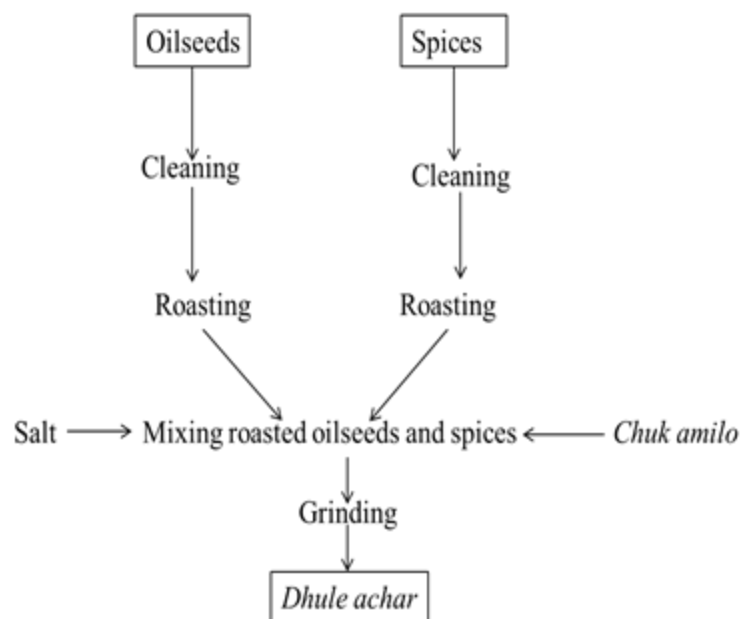 Oilseeds Spices
Cleaning Cleaning
Roasting Roasting
Salt Mixing roasted oilseeds and spices Chuk amilo
Grinding
Dhule achar